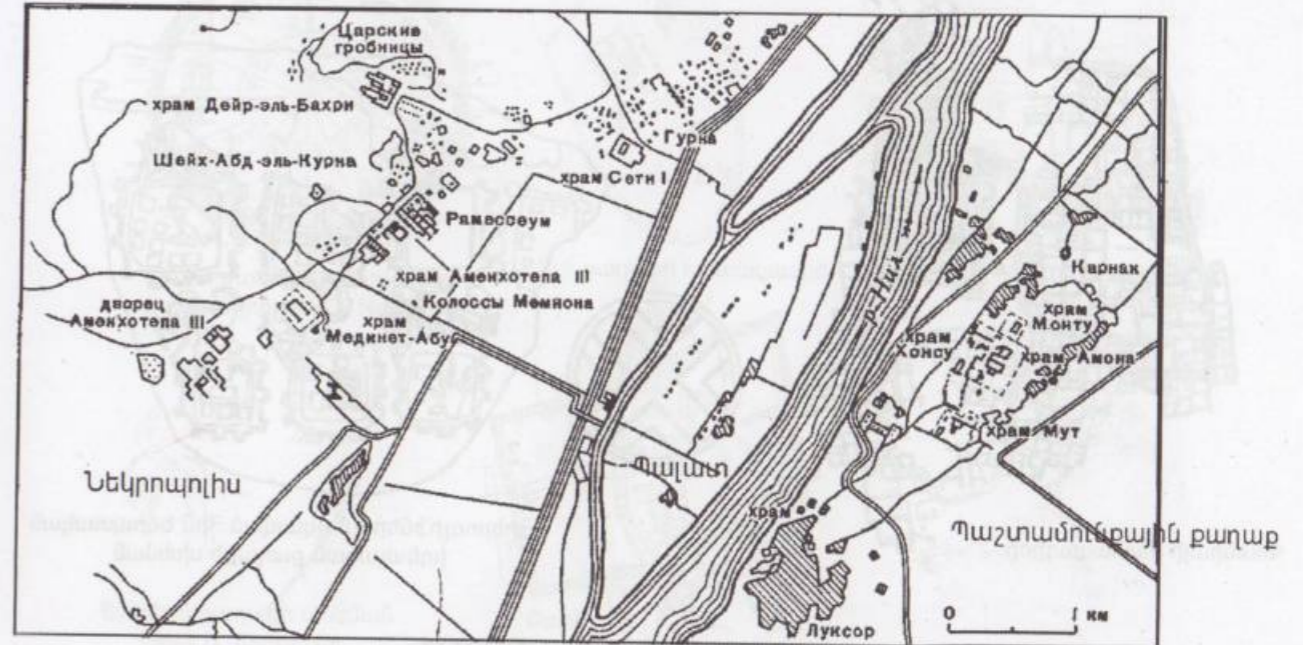 Царские
гробницы
храм Дейр-эль-Бахри
Шейх-Абд-эль-Курна
Гурна
храм Сети I
Рамессеум
храм Аменхотепа III
Колоссы Мемнона
дворец
Аменхотепа III
храм
Мединет-Абу
р. Нил
Карнак
храм
Монту
храм
Хонсу
храм Амона
храм Мут
Նեկրոպոլիս
Պալատ
храм
Պաշտամունքային քաղաք
Луксор
0 1 км